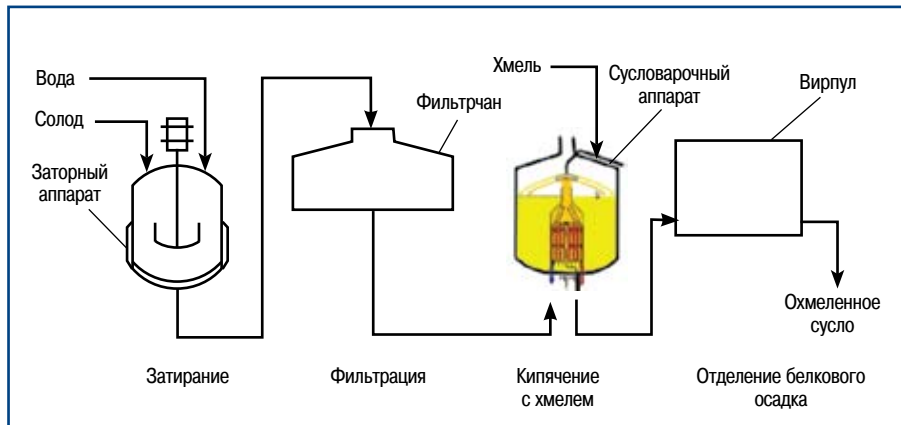 Вода
Солод
Заторный
аппарат
Фильтрчан
Хмель
Сусловарочный
аппарат
Вирпул
Охмеленное
сусло
Затирание
Фильтрация
Кипячение
с хмелем
Отделение белкового
осадка